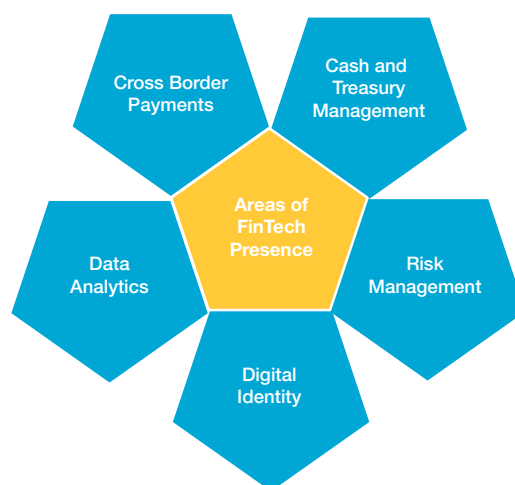 Cross Border
Payments
Cash and
Treasury
Management
Areas of
FinTech
Presence
Data
Analytics
Risk
Management
Digital
Identity